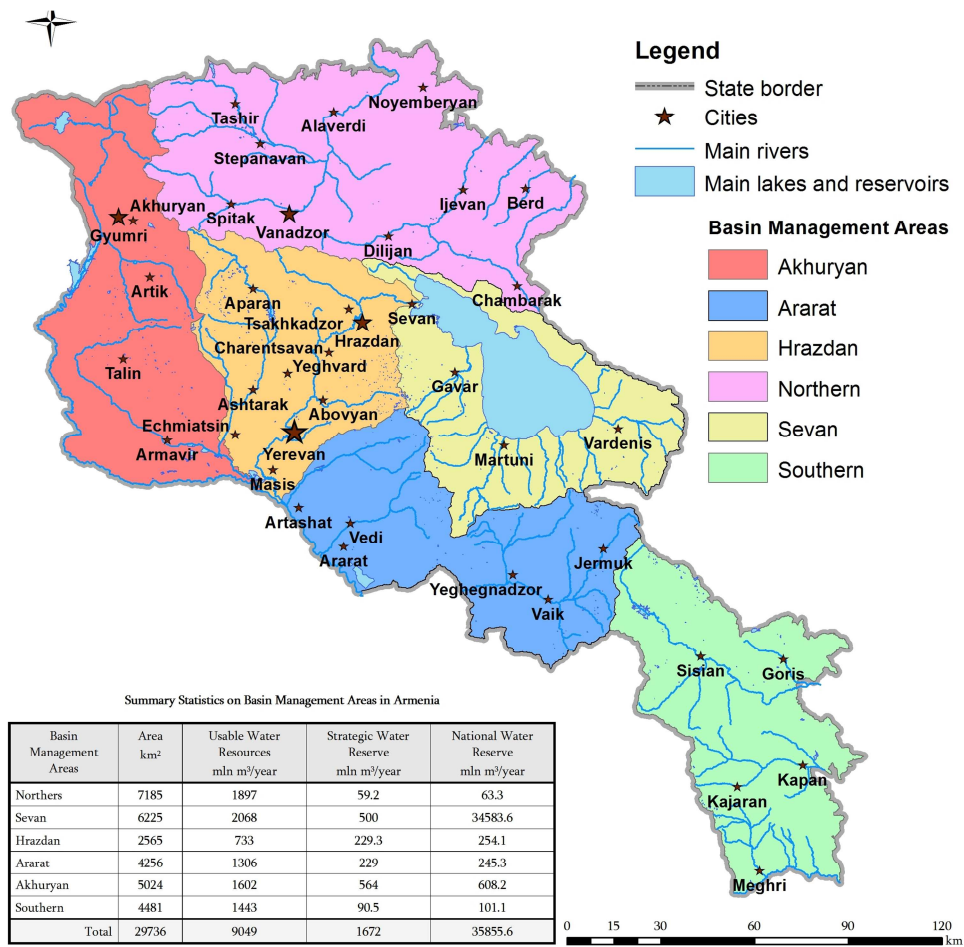 Legend
State border
Cities
Main rivers
Main lakes and reservoirs
Basin Management Areas
Akhuryan
Ararat
Hrazdan
Northern
Sevan
Southern
Noyemberyan
Tashir
Alaverdi
Stepanavan
Ijevan
Berd
Akhuryan
Spitak
Gyumri
Vanadzor
Dilijan
Artik
Aparan
Chambarak
Tsakhkadzor
Sevan
Hrazdan
Charentsavan
Yeghvard
Talin
Gavar
Ashtarak
Abovyan
Echmiatsin
Vardenis
Armavir
Yerevan
Martuni
Masis
Artashat
Vedi
Ararat
Jermuk
Yeghegnadzor
Vaik
Sisian
Goris
Kapan
Kajaran
Meghri
Summary Statistics on Basin Management Areas in Armenia
Basin Management Areas | Area km² | Usable Water Resources mln m³/year | Strategic Water Reserve mln m³/year | National Water Reserve mln m³/year
Northers 7185 1897 59.2 63.3
Sevan 6225 2068 500 34583.6
Hrazdan 2565 733 229.3 254.1
Ararat 4256 1306 229 245.3
Akhuryan 5024 1602 564 608.2
Southern 4481 1443 90.5 101.1
Total 29736 9049 1672 35855.6
0 30 60 90 120 km